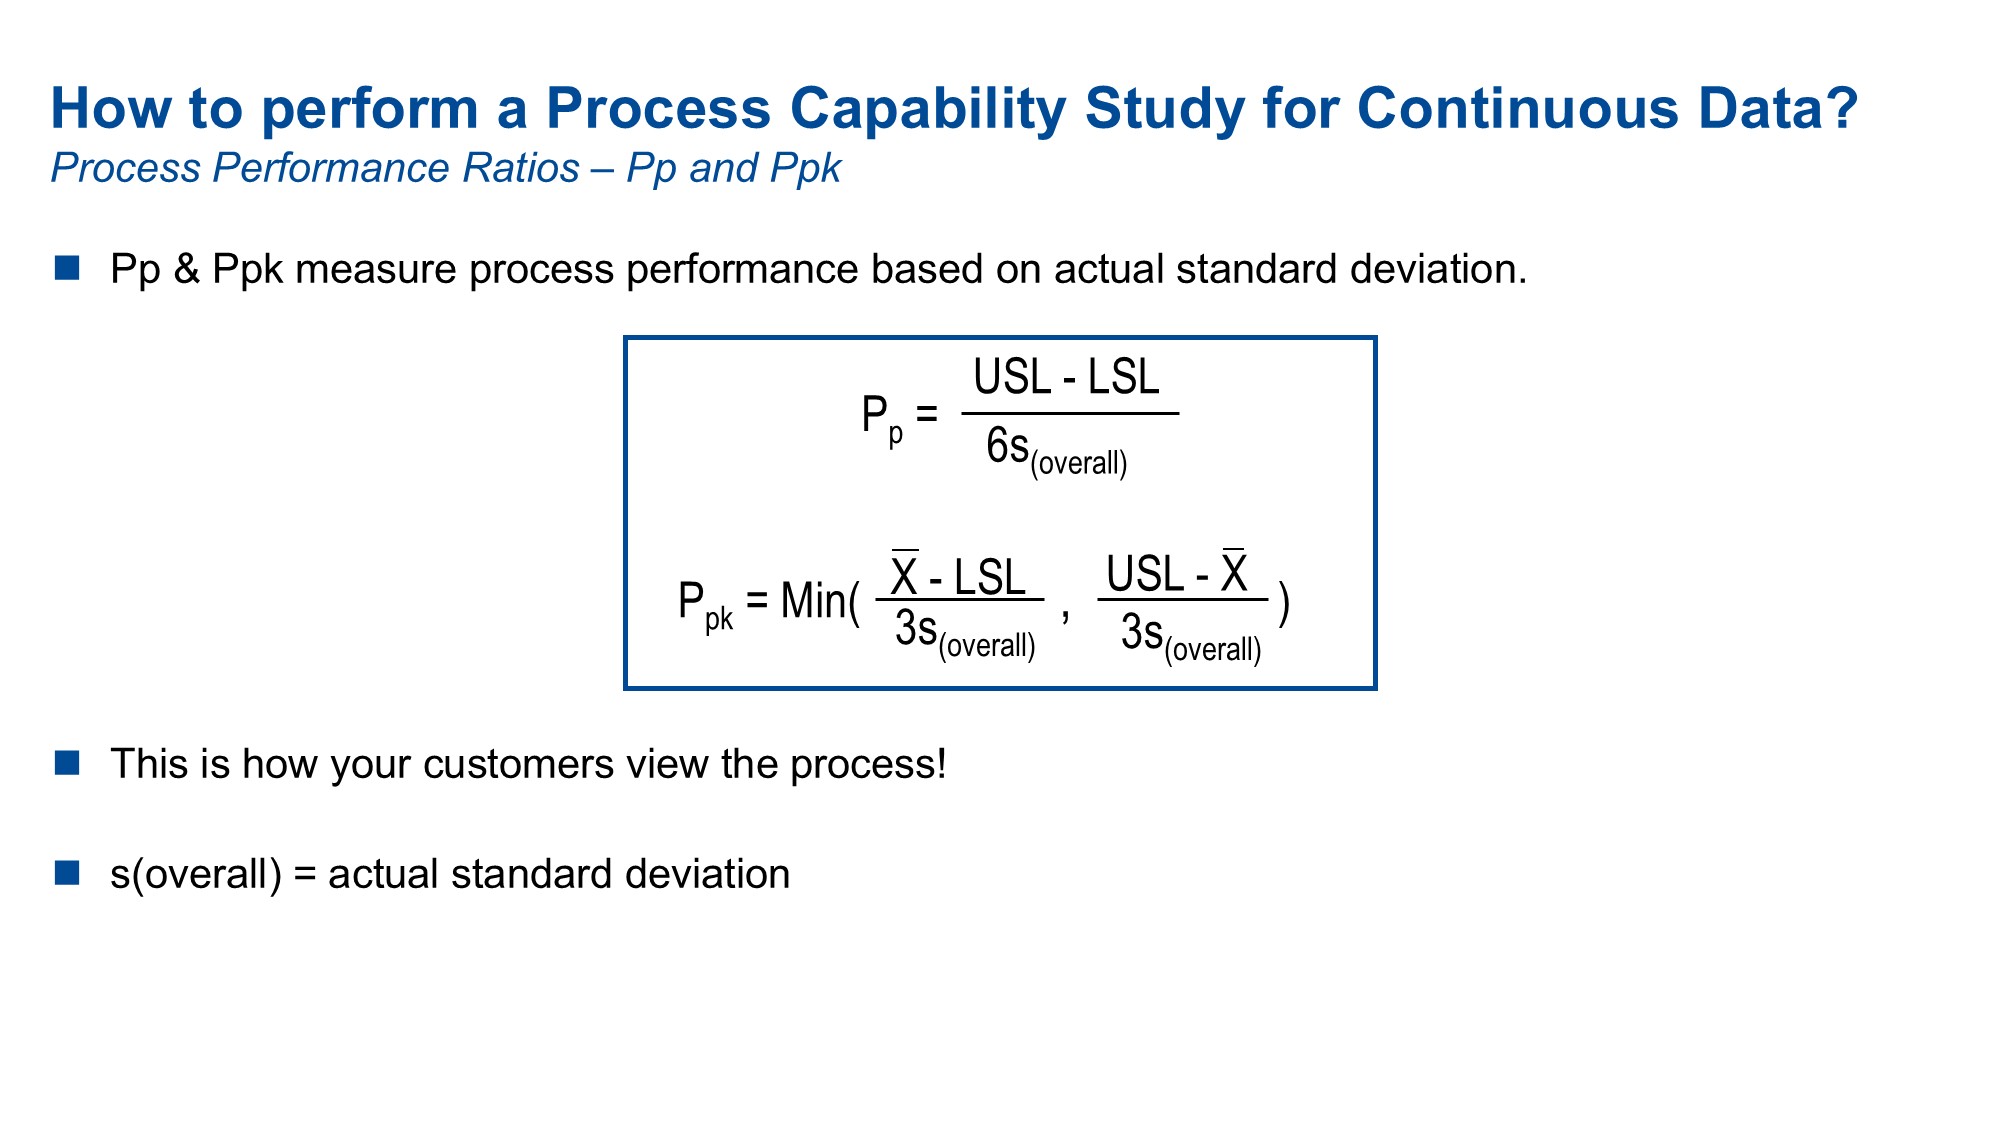 How to perform a Process Capability Study for Continuous Data?
Process Performance Ratios – Pp and Ppk
Pp & Ppk measure process performance based on actual standard deviation.
Pp = USL - LSL / 6s(overall)
Ppk = Min( X̅ - LSL / 3s(overall) , USL - X̅ / 3s(overall) )
This is how your customers view the process!
s(overall) = actual standard deviation